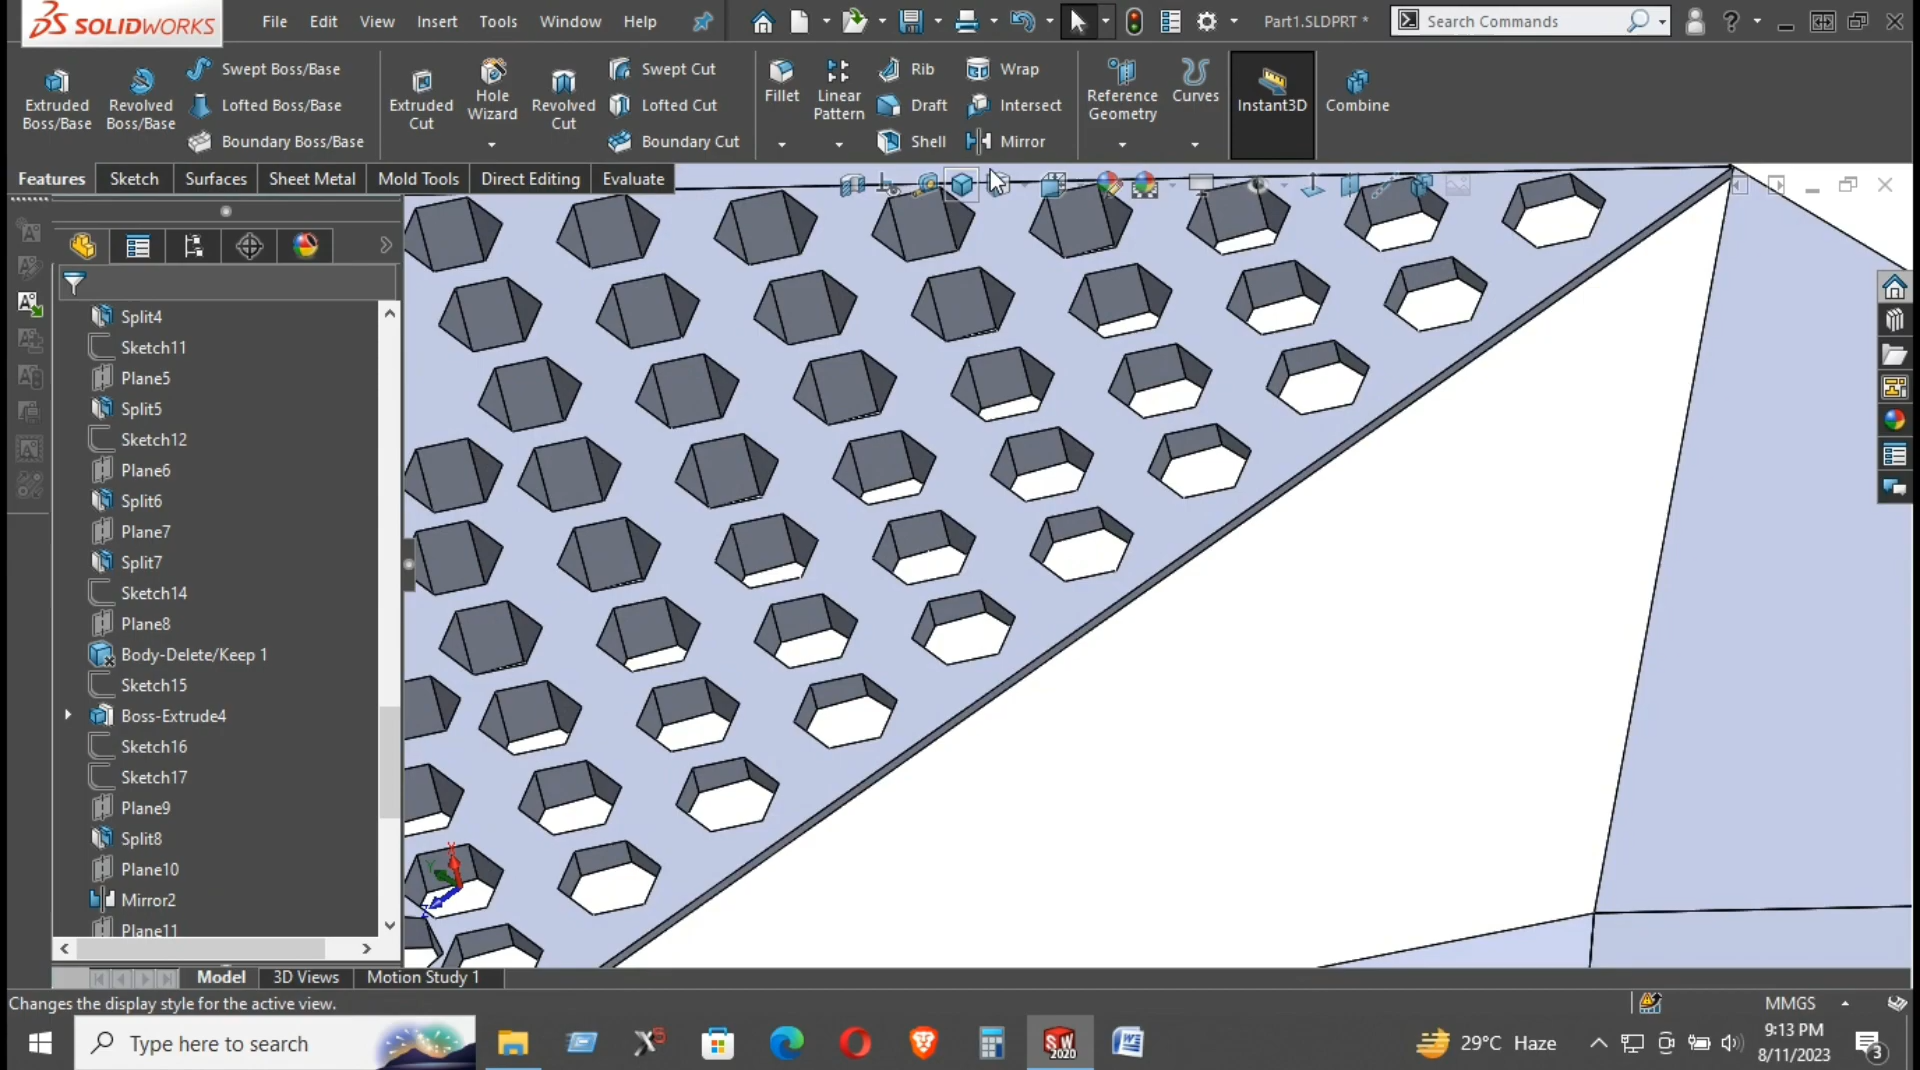 SOLIDWORKS File Edit View Insert Tools Window Help Part1.SLDPRT * Search Commands
Extruded Boss/Base
Revolved Boss/Base
Swept Boss/Base
Lofted Boss/Base
Boundary Boss/Base
Extruded Cut
Hole Wizard
Revolved Cut
Swept Cut
Lofted Cut
Boundary Cut
Fillet
Linear Pattern
Rib
Draft
Shell
Wrap
Intersect
Mirror
Reference Geometry
Curves
Instant3D
Combine
Features Sketch Surfaces Sheet Metal Mold Tools Direct Editing Evaluate
Split4
Sketch11
Plane5
Split5
Sketch12
Plane6
Split6
Plane7
Split7
Sketch14
Plane8
Body-Delete/Keep 1
Sketch15
Boss-Extrude4
Sketch16
Sketch17
Plane9
Split8
Plane10
Mirror2
Plane11
Model 3D Views Motion Study 1
Changes the display style for the active view. MMGS
Type here to search
SW 2020
29°C Haze
9:13 PM
8/11/2023
3